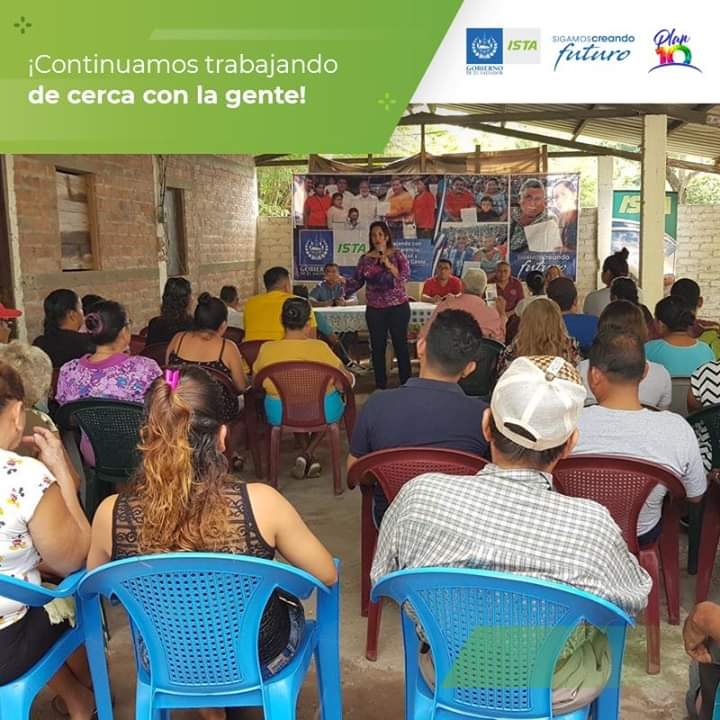 ¡Continuamos trabajando
de cerca con la gente!
GOBIERNO
DE EL SALVADOR
ISTA
SIGAMOS creando
futuro
Plan
10
ISTA
ISTA